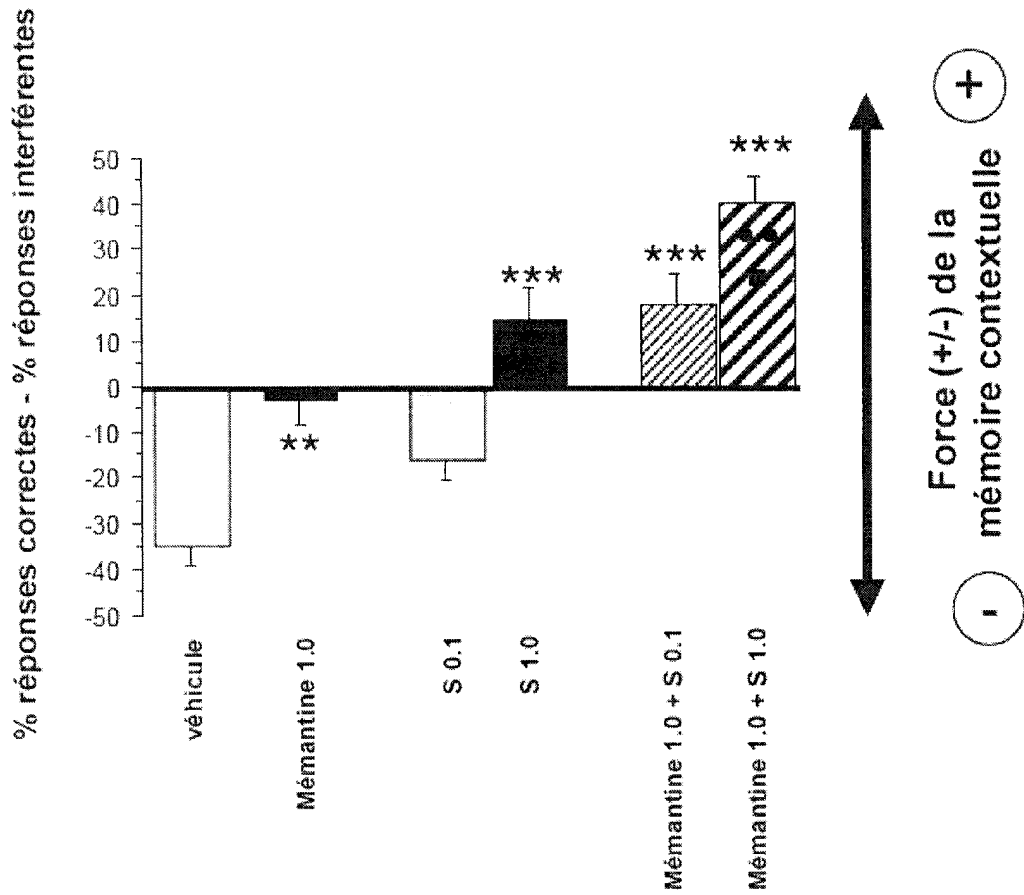 % réponses correctes - % réponses interférentes
50
40
30
20
10
0
-10
-20
-30
-40
-50
**
***
***
***
véhicule
Mémantine 1.0
S 0.1
S 1.0
Mémantine 1.0 + S 0.1
Mémantine 1.0 + S 1.0
- +
Force (+/-) de la
mémoire contextuelle